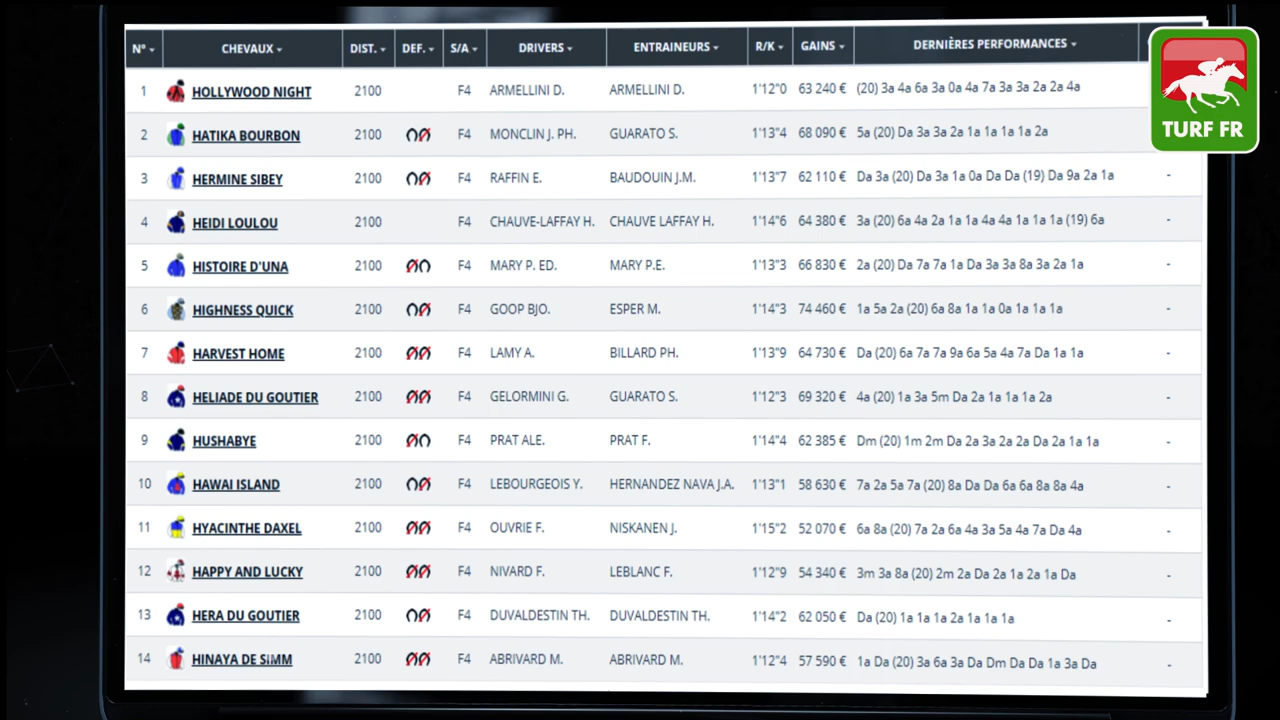 N° CHEVAUX DIST. DEF. S/A DRIVERS ENTRAINEURS R/K GAINS DERNIÈRES PERFORMANCES
1 HOLLYWOOD NIGHT 2100 F4 ARMELLINI D. ARMELLINI D. 1'12"0 63 240 € (20) 3a 4a 6a 3a 0a 4a 7a 3a 3a 2a 2a 4a
2 HATIKA BOURBON 2100 F4 MONCLIN J. PH. GUARATO S. 1'13"4 68 090 € 5a (20) Da 3a 3a 2a 1a 1a 1a 1a 2a
3 HERMINE SIBEY 2100 F4 RAFFIN E. BAUDOUIN J.M. 1'13"7 62 110 € Da 3a (20) Da 3a 1a 0a Da Da (19) Da 9a 2a 1a -
4 HEIDI LOULOU 2100 F4 CHAUVE-LAFFAY H. CHAUVE LAFFAY H. 1'14"6 64 380 € 3a (20) 6a 4a 2a 1a 1a 4a 4a 1a 1a 1a (19) 6a -
5 HISTOIRE D'UNA 2100 F4 MARY P. ED. MARY P.E. 1'13"3 66 830 € 2a (20) Da 7a 7a 1a Da 3a 3a 8a 3a 2a 1a -
6 HIGHNESS QUICK 2100 F4 GOOP BJO. ESPER M. 1'14"3 74 460 € 1a 5a 2a (20) 6a 8a 1a 1a 0a 1a 1a 1a -
7 HARVEST HOME 2100 F4 LAMY A. BILLARD PH. 1'13"9 64 730 € Da (20) 6a 7a 7a 9a 6a 5a 4a 7a Da 1a 1a -
8 HELIADE DU GOUTIER 2100 F4 GELORMINI G. GUARATO S. 1'12"3 69 320 € 4a (20) 1a 3a 5m Da 2a 1a 1a 1a 2a -
9 HUSHABYE 2100 F4 PRAT ALE. PRAT F. 1'14"4 62 385 € Dm (20) 1m 2m Da 2a 3a 2a 2a Da 2a 1a 1a -
10 HAWAI ISLAND 2100 F4 LEBOURGEOIS Y. HERNANDEZ NAVA J.A. 1'13"1 58 630 € 7a 2a 5a 7a (20) 8a Da Da 6a 6a 8a 8a 4a -
11 HYACINTHE DAXEL 2100 F4 OUVRIE F. NISKANEN J. 1'15"2 52 070 € 6a 8a (20) 7a 2a 6a 4a 3a 5a 4a 7a Da 4a -
12 HAPPY AND LUCKY 2100 F4 NIVARD F. LEBLANC F. 1'12"9 54 340 € 3m 3a 8a (20) 2m 2a Da 2a 1a 2a 1a Da -
13 HERA DU GOUTIER 2100 F4 DUVALDESTIN TH. DUVALDESTIN TH. 1'14"2 62 050 € Da (20) 1a 1a 1a 2a 1a 1a 1a 1a -
14 HINAYA DE SIMM 2100 F4 ABRIVARD M. ABRIVARD M. 1'12"4 57 590 € 1a Da (20) 3a 6a 3a Da Dm Da Da 1a 3a Da -
TURF FR